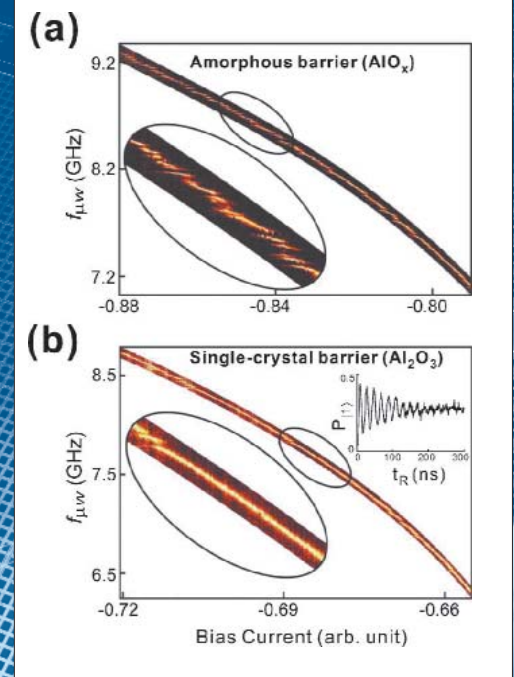 (a)
Amorphous barrier (AlOₓ)
9.2
8.2
7.2
fμw (GHz)
-0.88
-0.84
-0.80
(b)
Single-crystal barrier (Al₂O₃)
8.5
7.5
6.5
fμw (GHz)
0.5
0
P|1⟩
0
100
200
300
tR (ns)
-0.72
-0.69
-0.66
Bias Current (arb. unit)